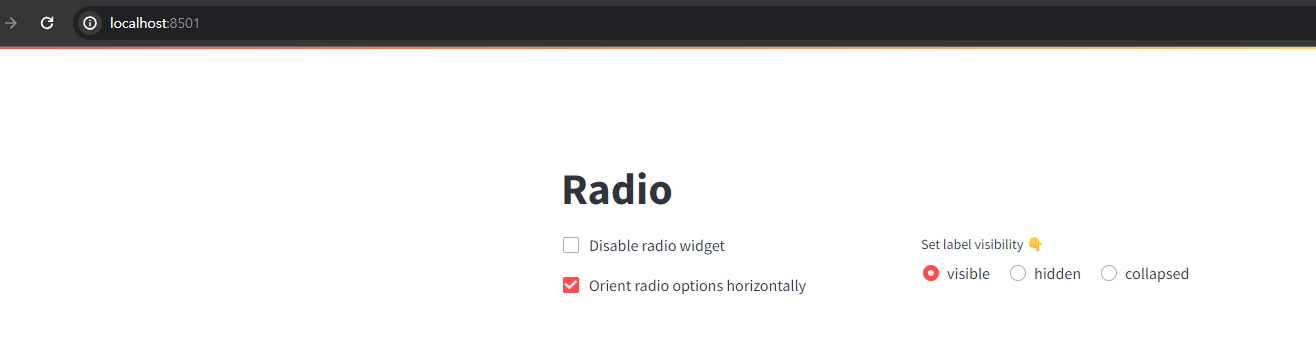 localhost:8501
Radio
Disable radio widget
Orient radio options horizontally
Set label visibility 👇
visible hidden collapsed